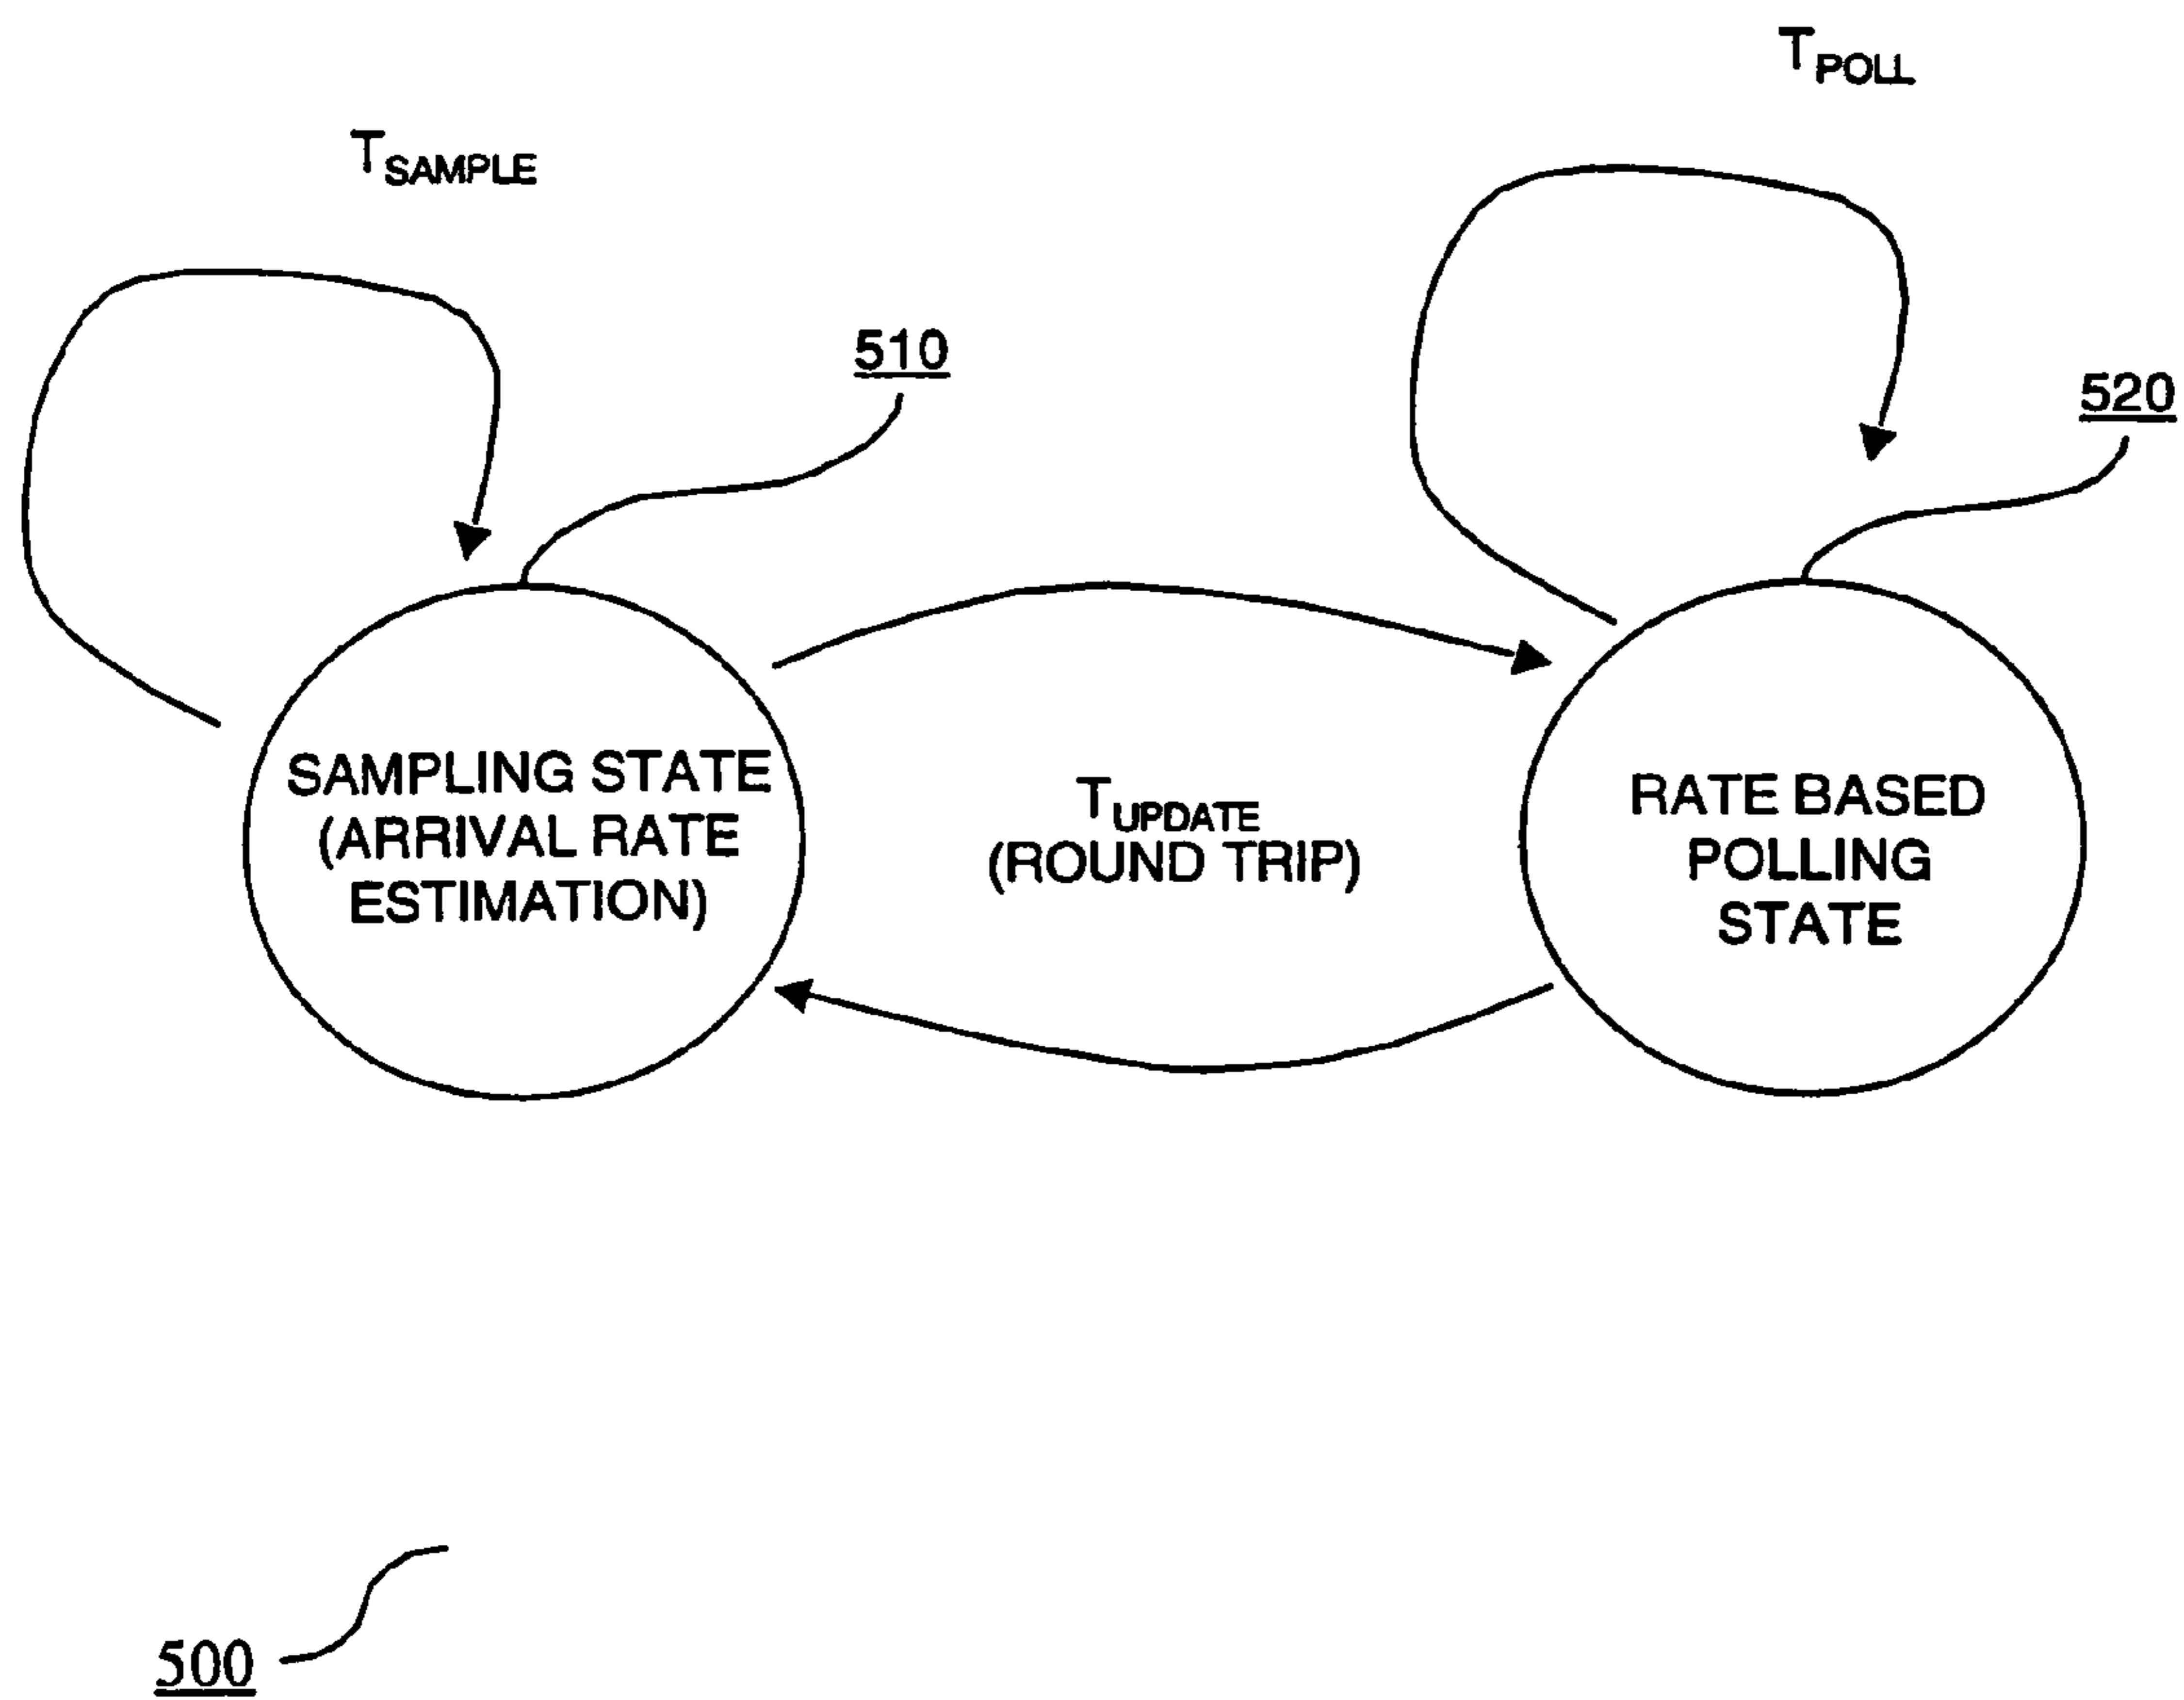 T_POLL
T_SAMPLE
510
520
SAMPLING STATE
(ARRIVAL RATE
ESTIMATION)
T_UPDATE
(ROUND TRIP)
RATE BASED
POLLING
STATE
500